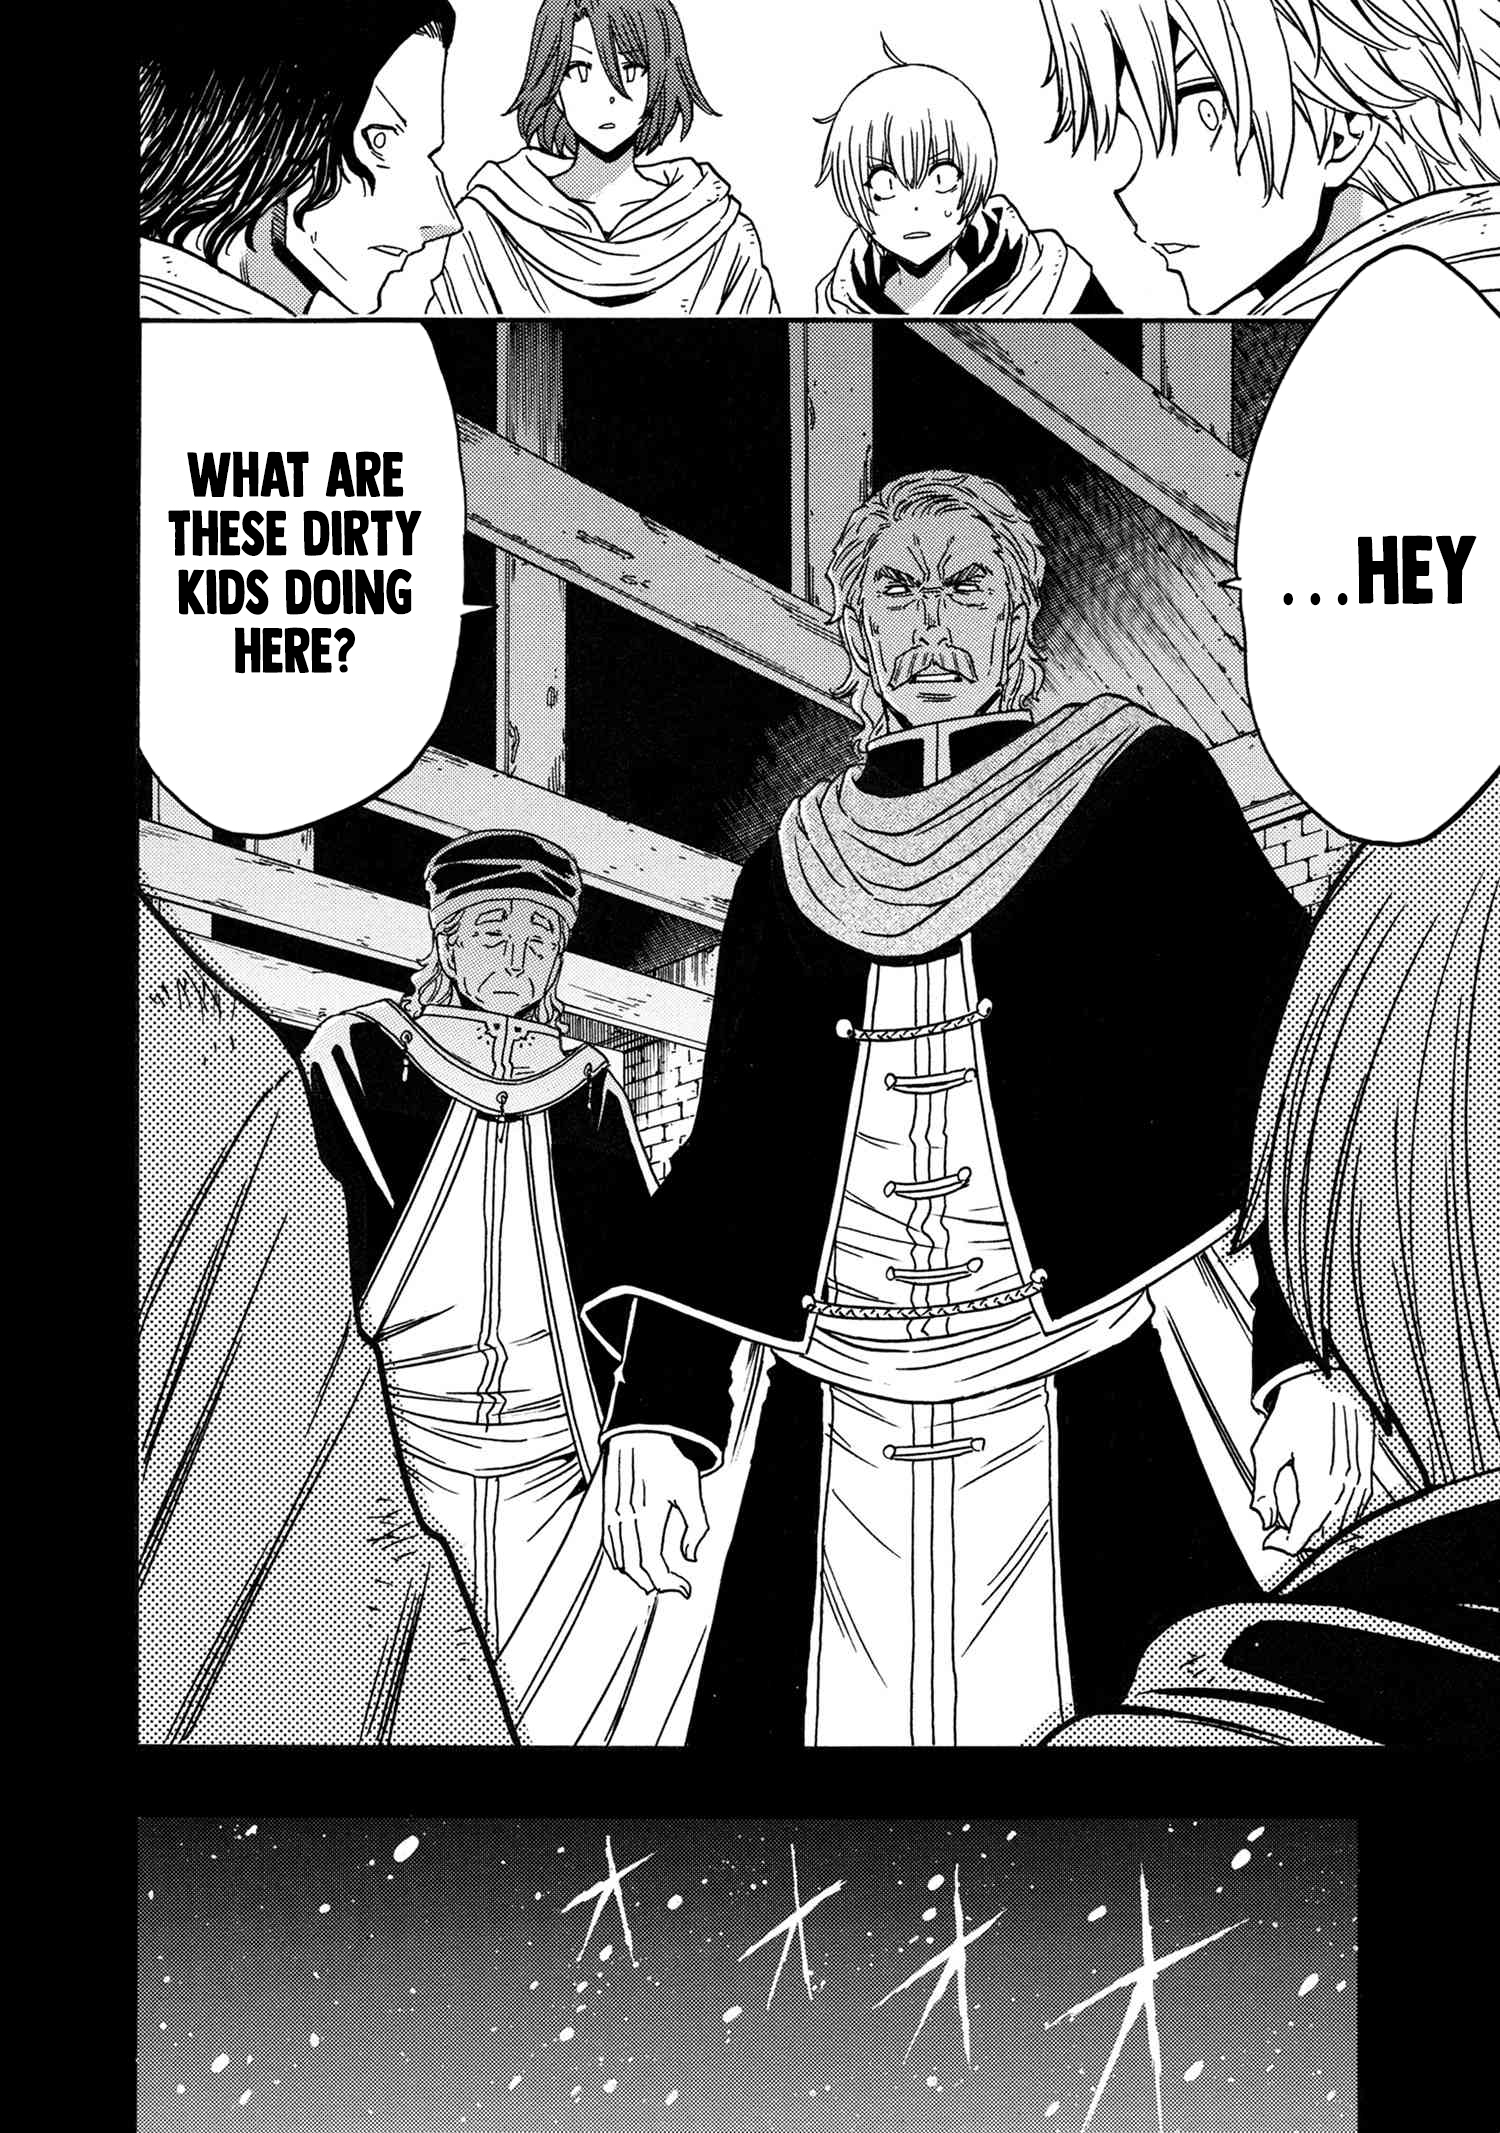 ...HEY
WHAT ARE
THESE DIRTY
KIDS DOING
HERE?
オオオオ